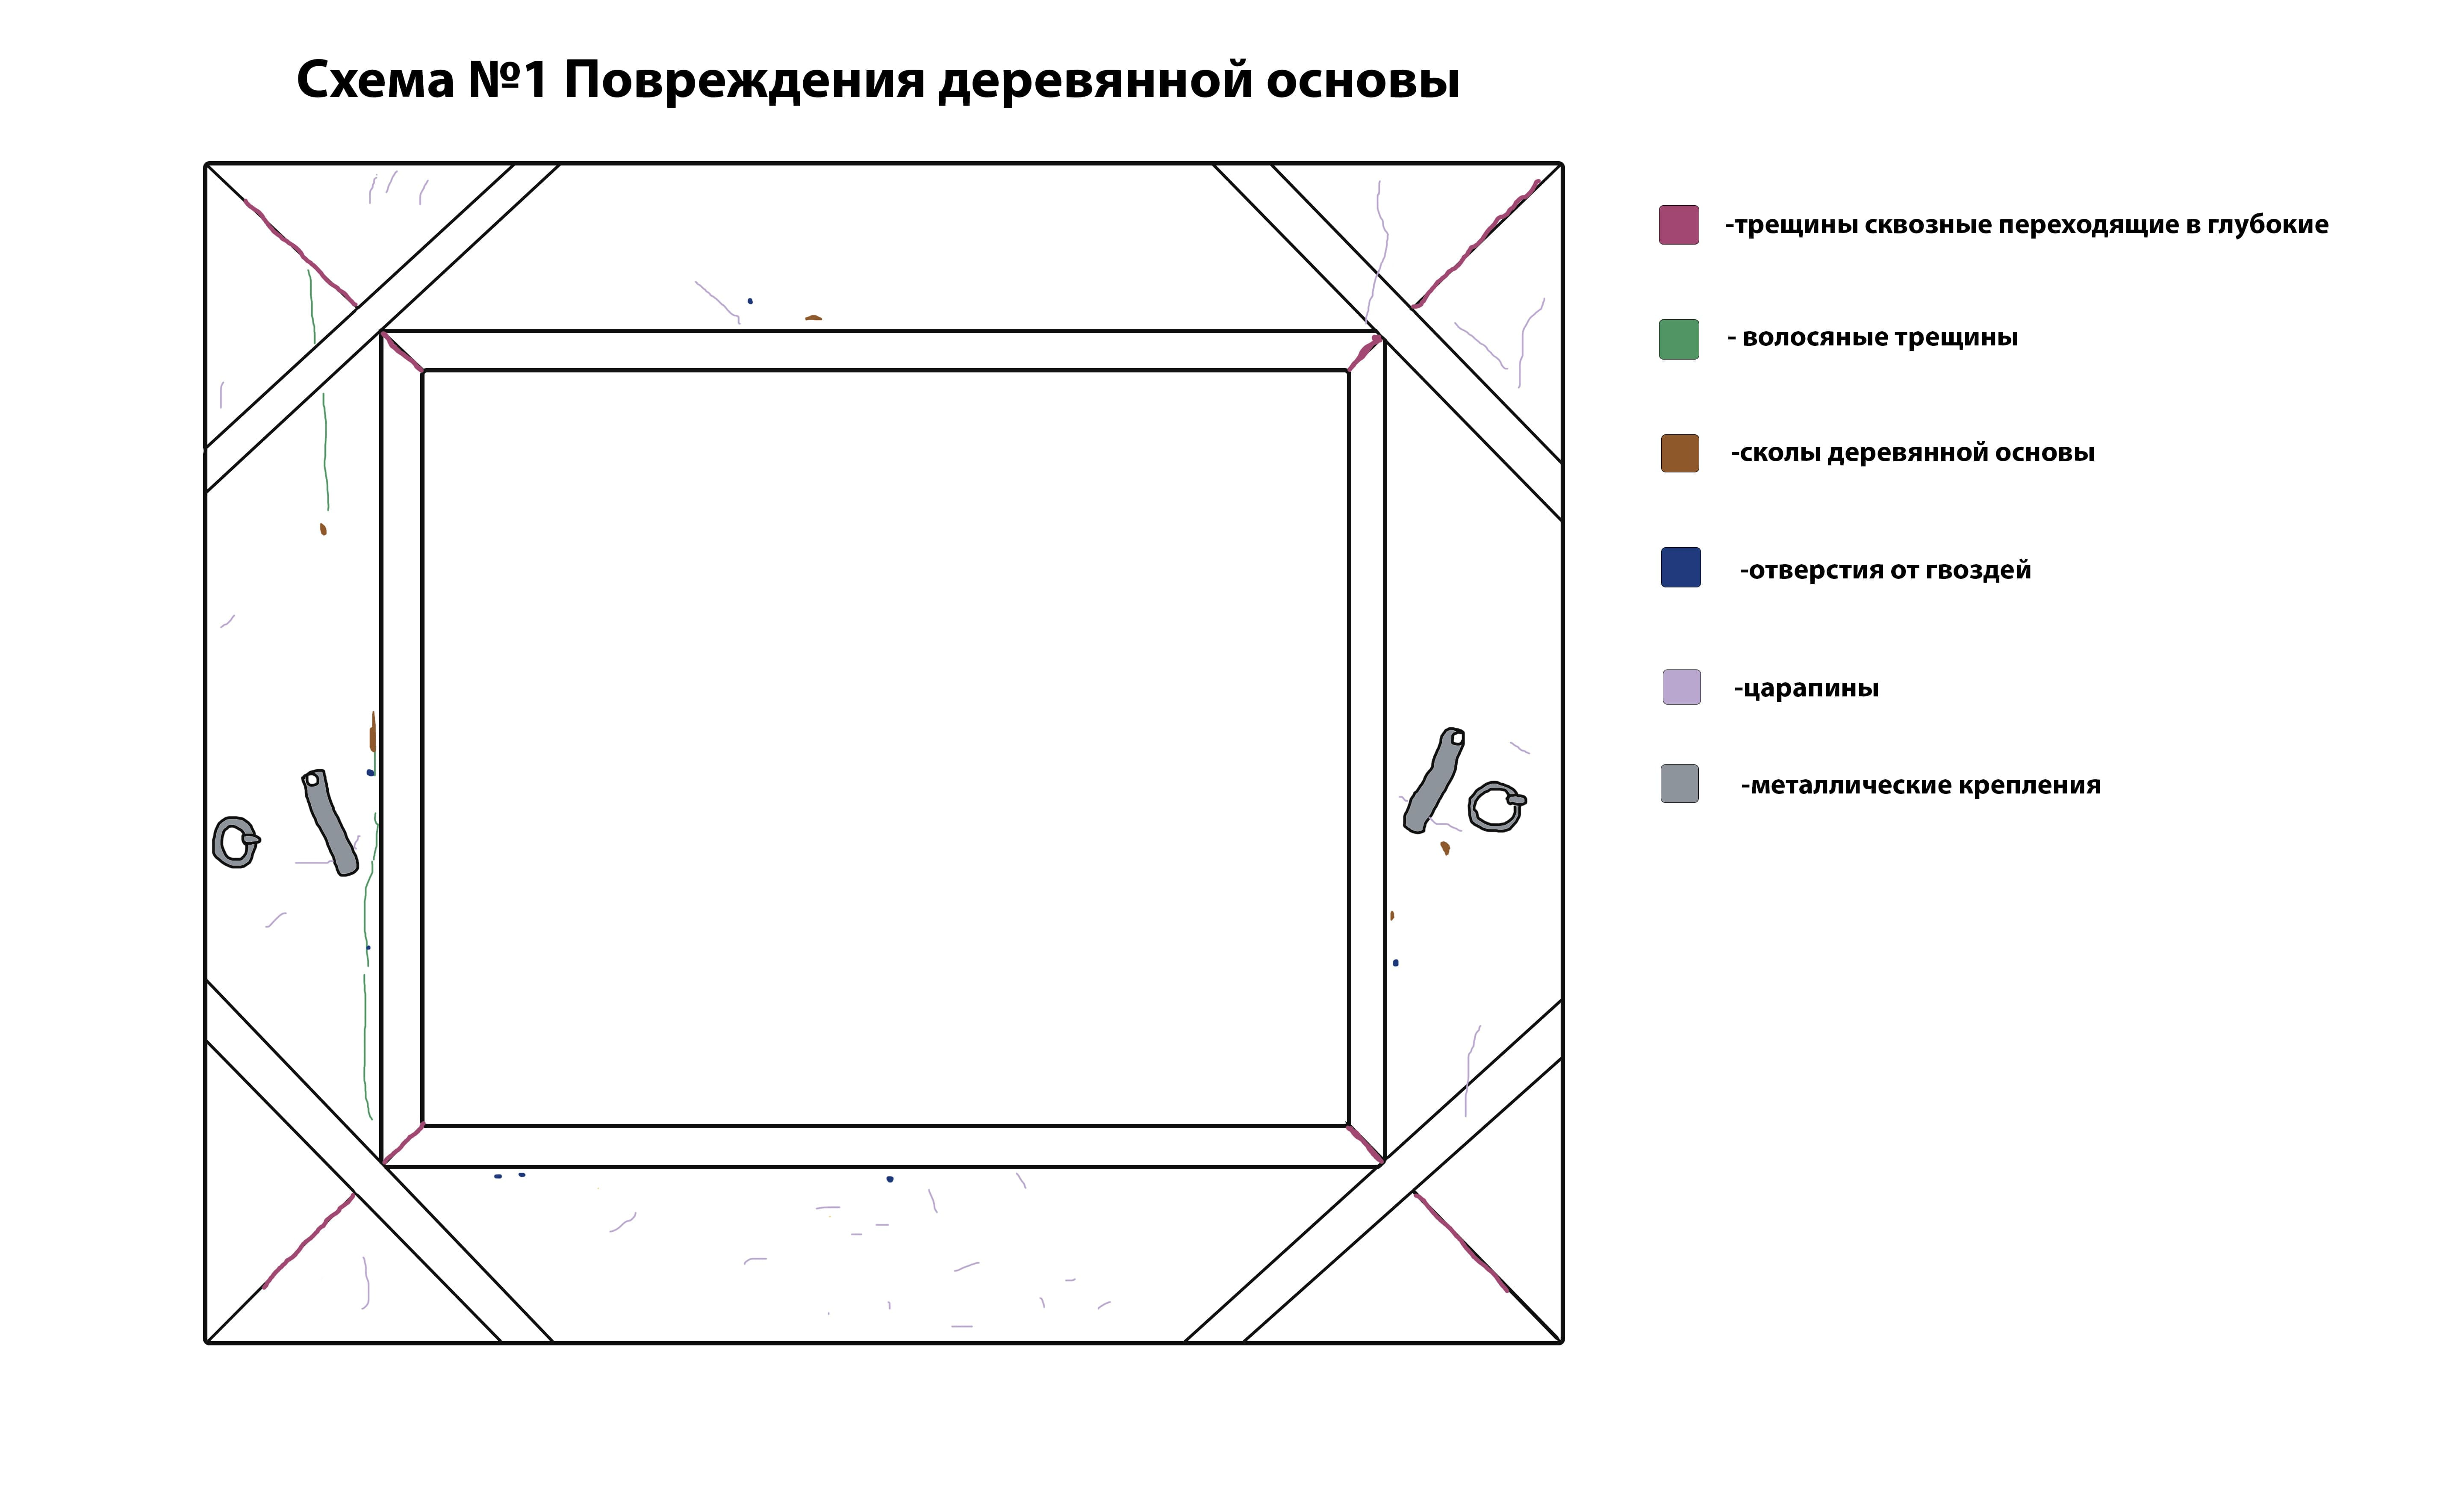 Схема №1 Повреждения деревянной основы
-трещины сквозные переходящие в глубокие
- волосяные трещины
-сколы деревянной основы
-отверстия от гвоздей
-царапины
-металлические крепления